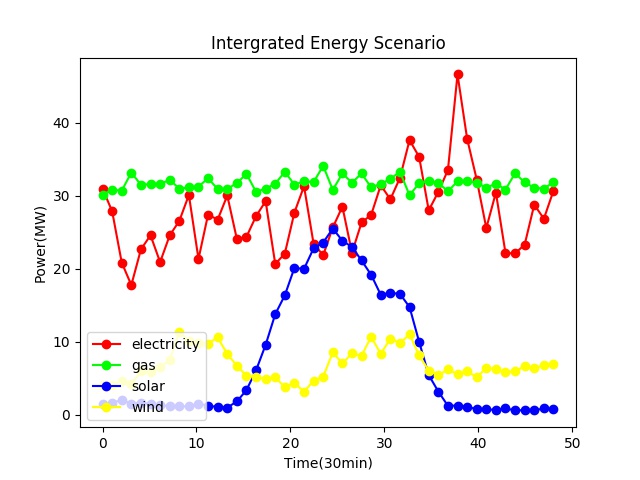 Intergrated Energy Scenario
Power(MW)
40
30
20
10
0
electricity
gas
solar
wind
0 10 20 30 40 50
Time(30min)